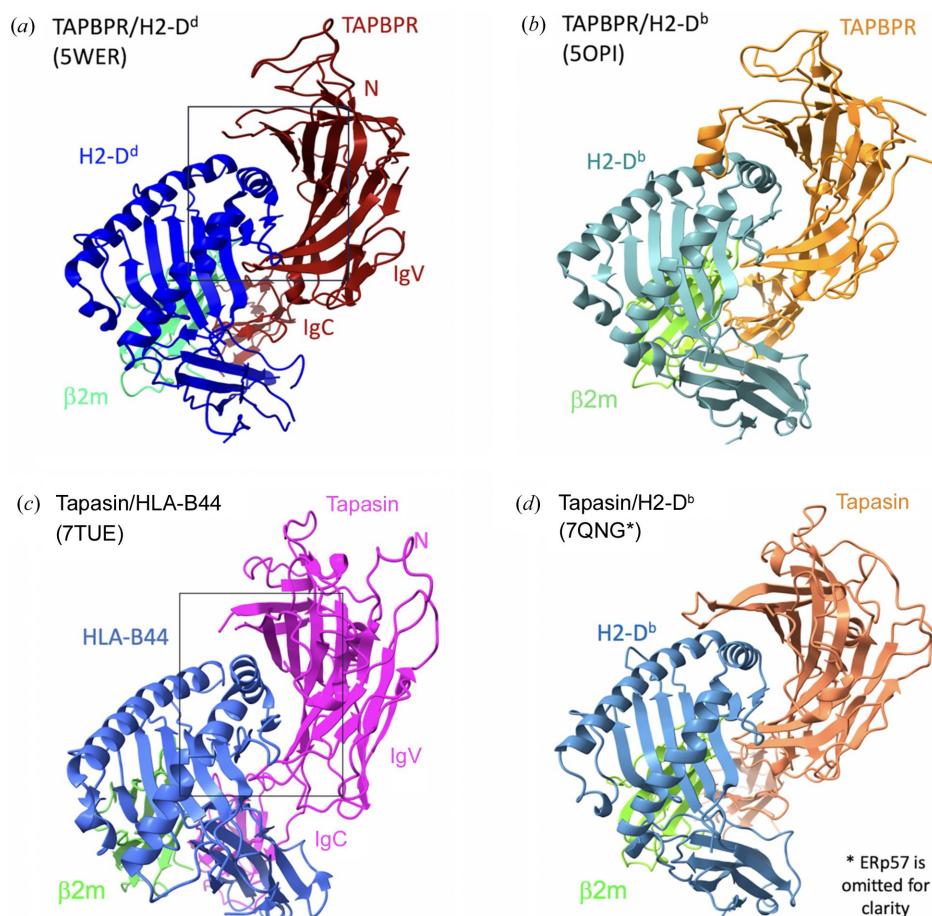 (a) TAPBPR/H2-Dᵈ
(5WER)
TAPBPR
N
H2-Dᵈ
IgV
IgC
β2m
(b) TAPBPR/H2-Dᵇ
(5OPI)
TAPBPR
H2-Dᵇ
β2m
(c) Tapasin/HLA-B44
(7TUE)
Tapasin
N
HLA-B44
IgV
IgC
β2m
(d) Tapasin/H2-Dᵇ
(7QNG*)
Tapasin
H2-Dᵇ
β2m
* ERp57 is
omitted for
clarity